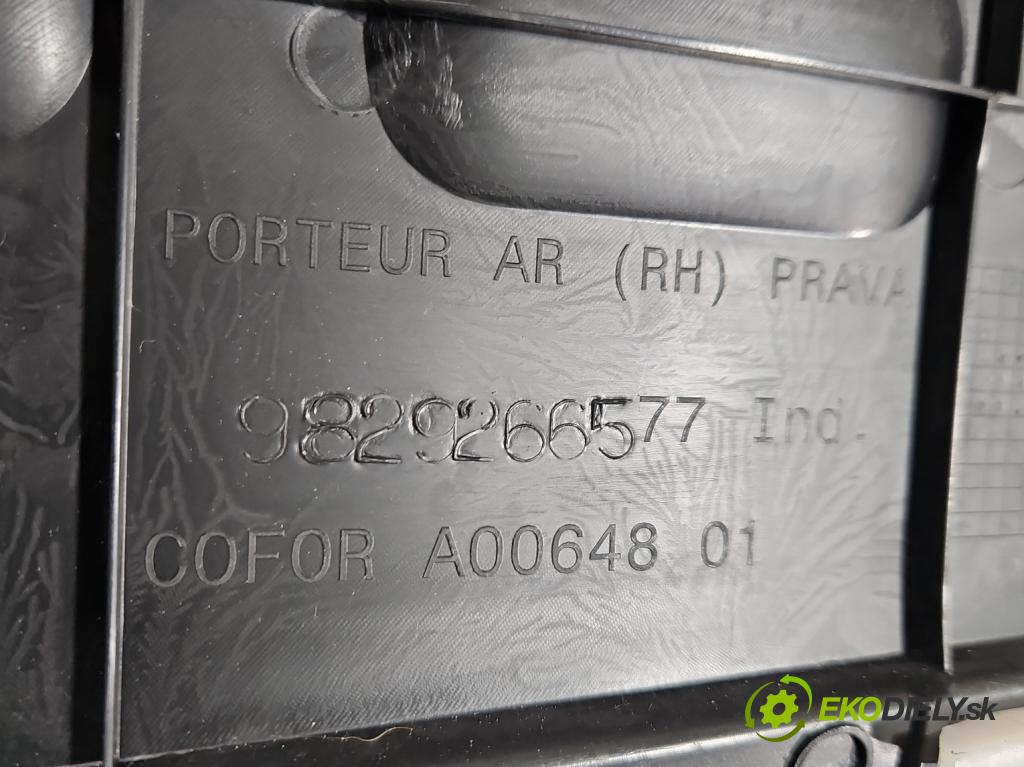 PORTEUR AR (RH) PRAVA
9829266577 Ind.
COFOR A00648 01
EKODIELY.sk